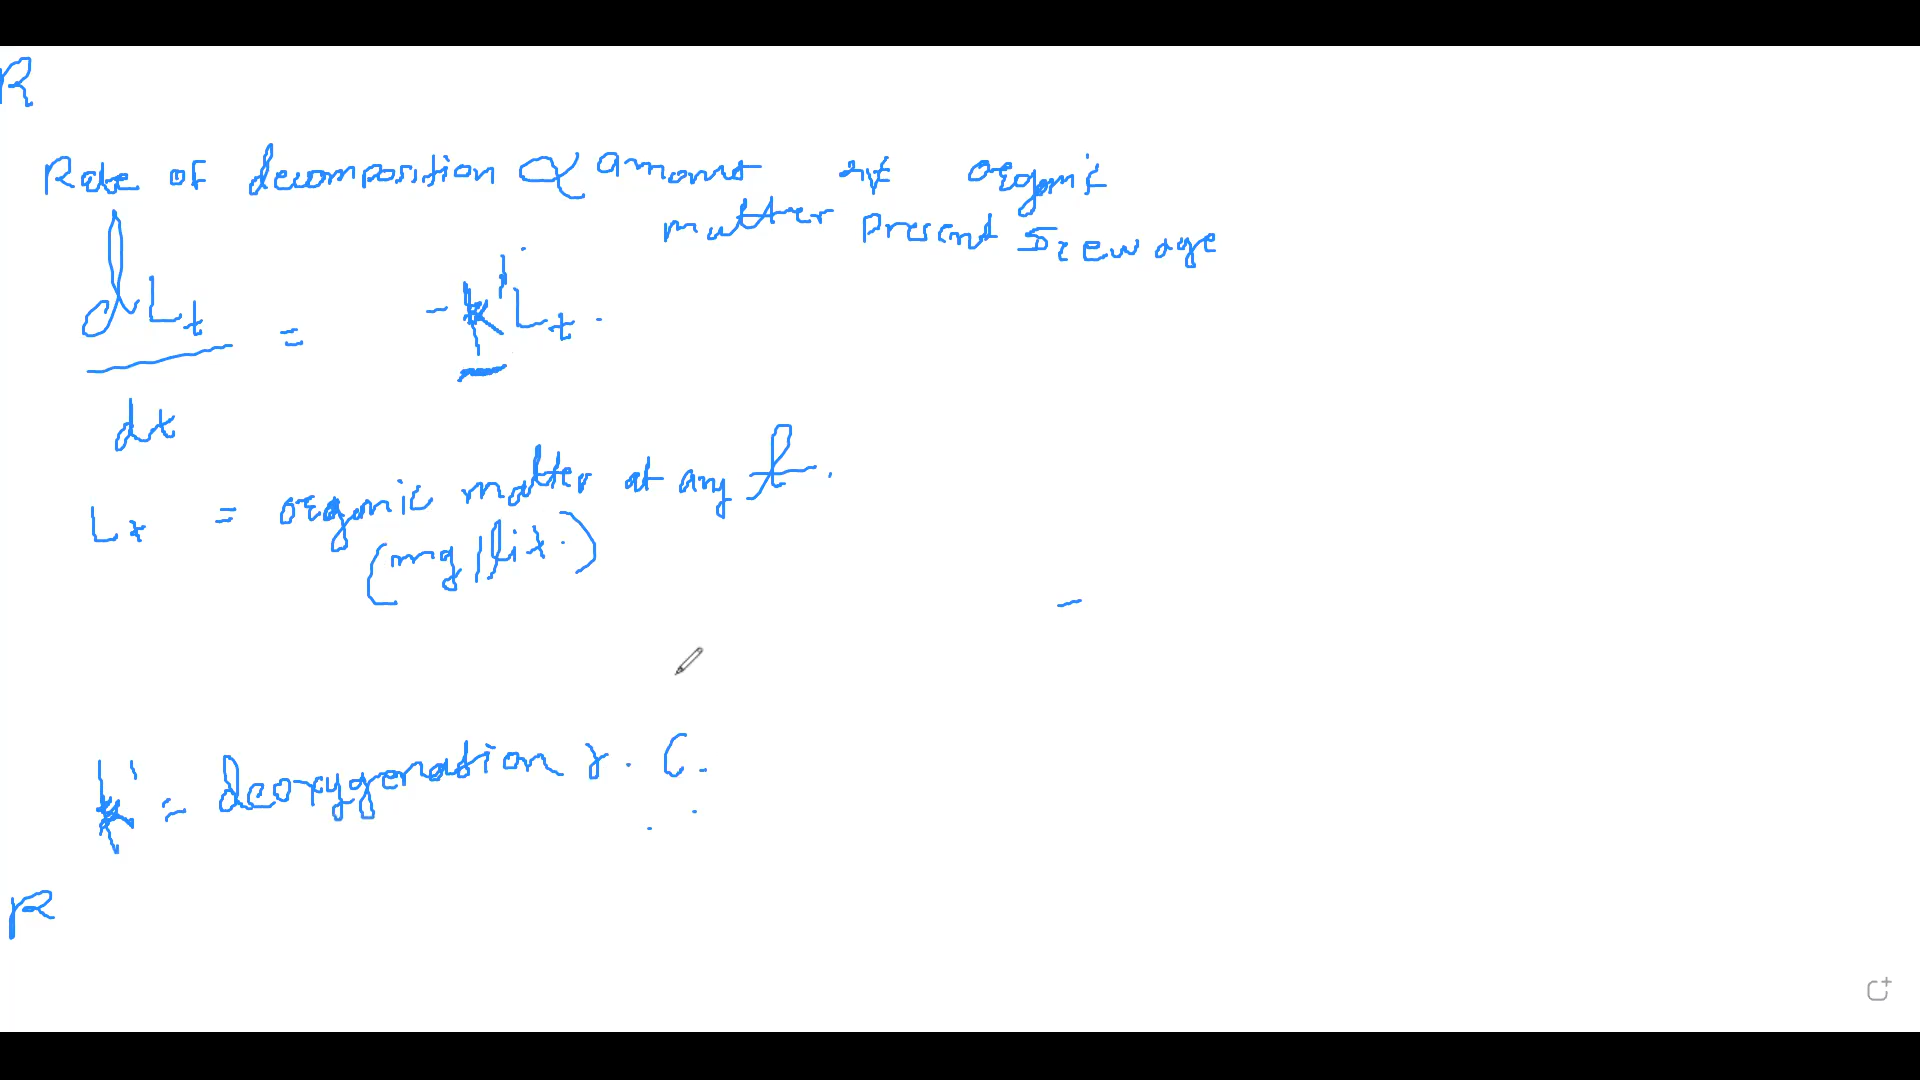 R
Rate of decomposition ∝ amount of organic
matter present sewage
dLt
= -k'Lt.
dt
Lt = organic matter at any t.
(mg/lit.)
k' = deoxygenation r. C.
R